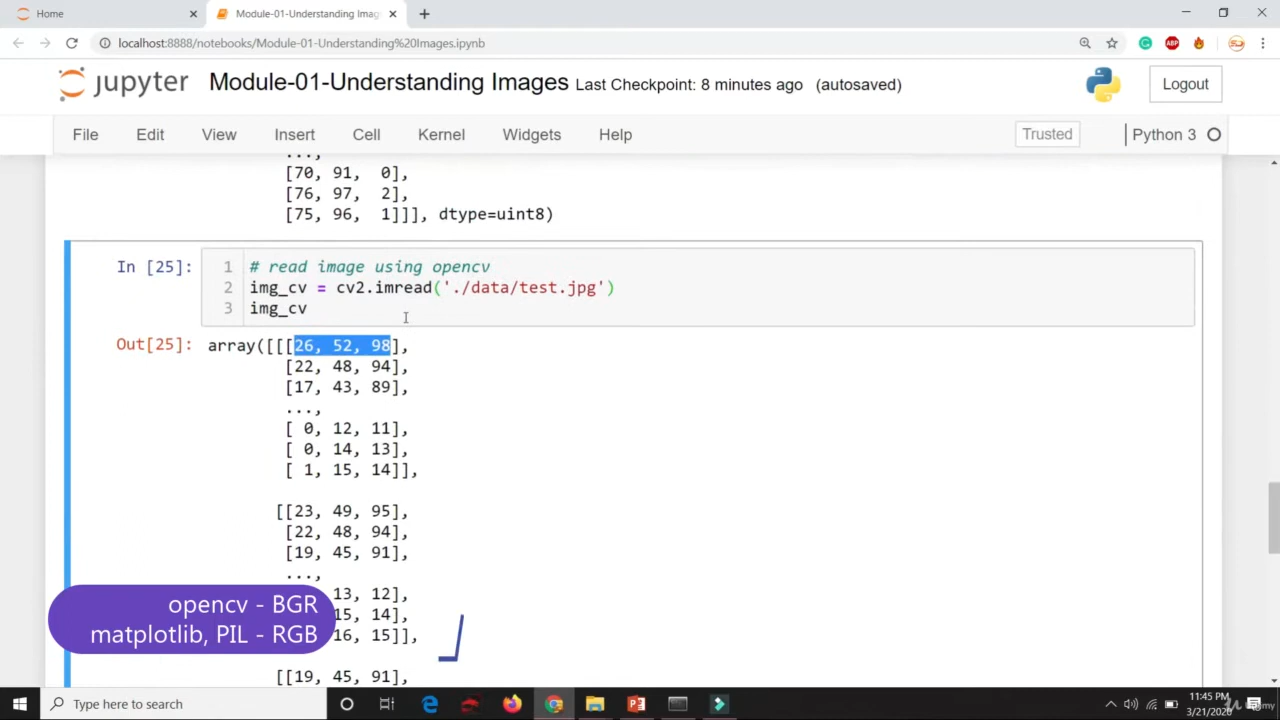 Home
Module-01-Understanding Imag
localhost:8888/notebooks/Module-01-Understanding%20Images.ipynb
ABP
jupyter Module-01-Understanding Images Last Checkpoint: 8 minutes ago (autosaved)
Logout
File Edit View Insert Cell Kernel Widgets Help Trusted Python 3
...,
[70, 91, 0],
[76, 97, 2],
[75, 96, 1]]], dtype=uint8)
In [25]: 1 # read image using opencv
2 img_cv = cv2.imread('./data/test.jpg')
3 img_cv
Out[25]: array([[[26, 52, 98],
[22, 48, 94],
[17, 43, 89],
...,
[ 0, 12, 11],
[ 0, 14, 13],
[ 1, 15, 14]],
[[23, 49, 95],
[22, 48, 94],
[19, 45, 91],
...,
13, 12],
15, 14],
16, 15]],
[[19, 45, 91],
opencv - BGR
matplotlib, PIL - RGB
Type here to search
11:45 PM
3/21/2020